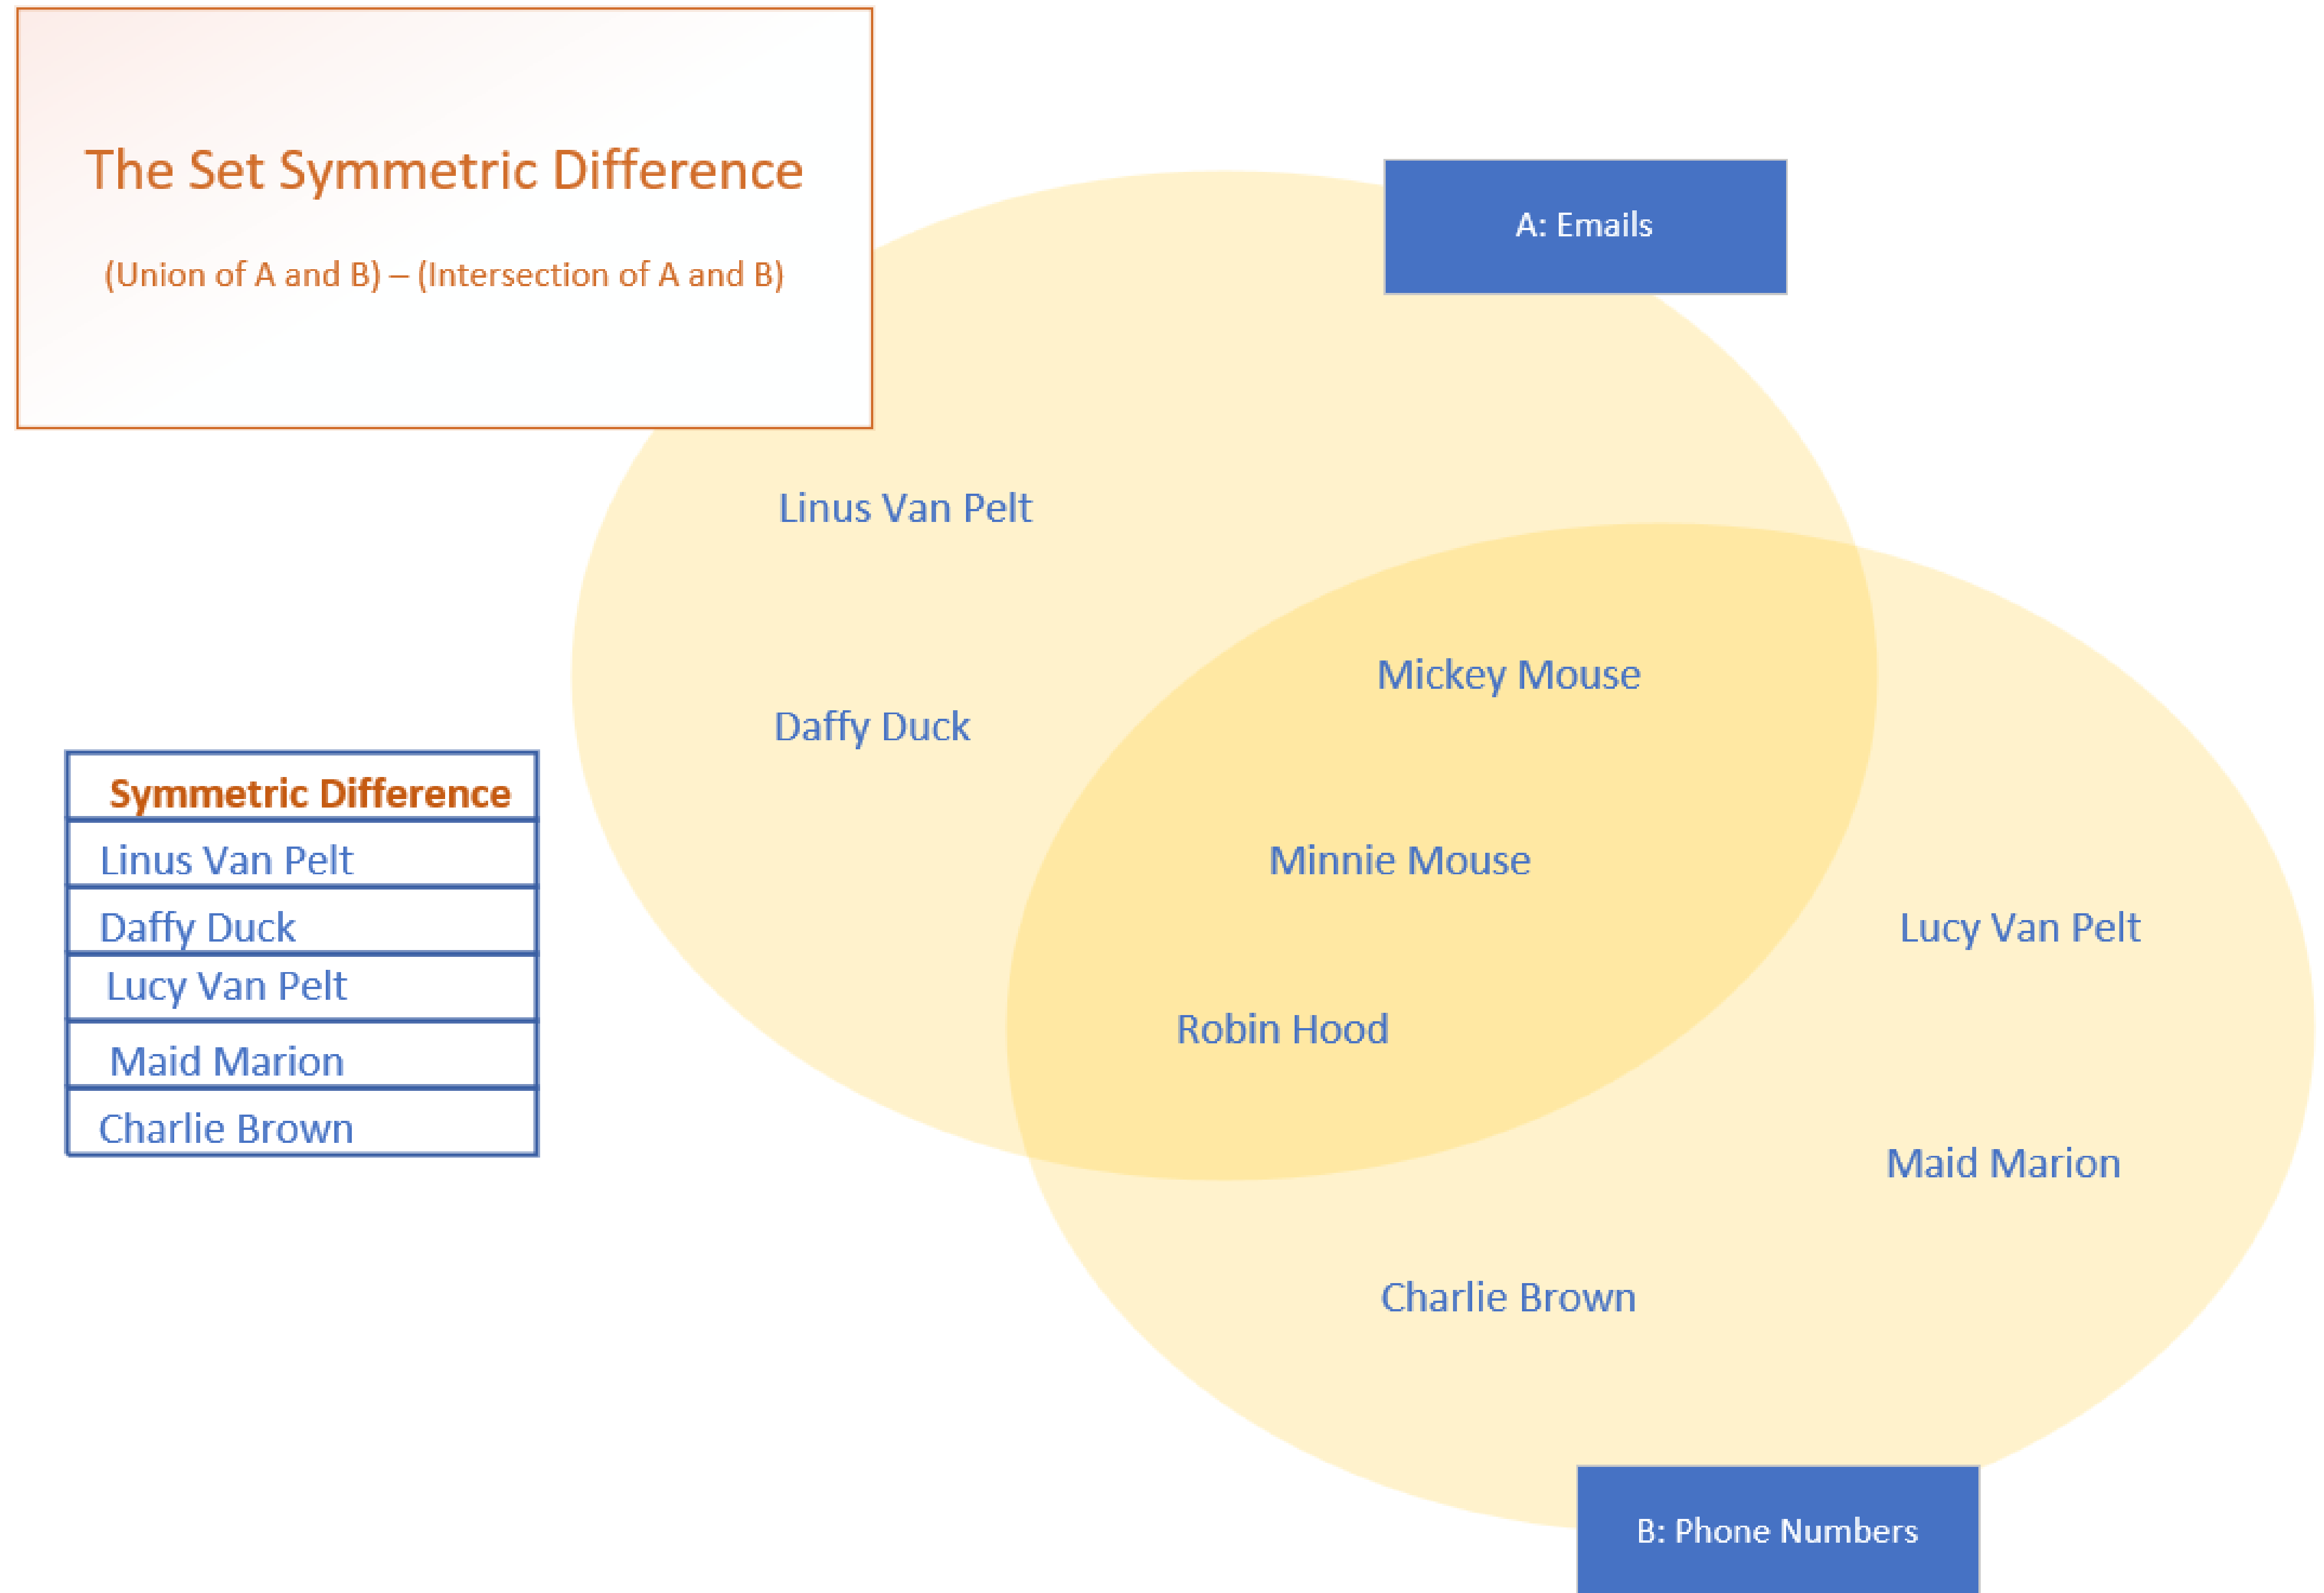 The Set Symmetric Difference
(Union of A and B) – (Intersection of A and B)
A: Emails
Linus Van Pelt
Mickey Mouse
Daffy Duck
Minnie Mouse
Lucy Van Pelt
Robin Hood
Maid Marion
Charlie Brown
B: Phone Numbers
Symmetric Difference
Linus Van Pelt
Daffy Duck
Lucy Van Pelt
Maid Marion
Charlie Brown